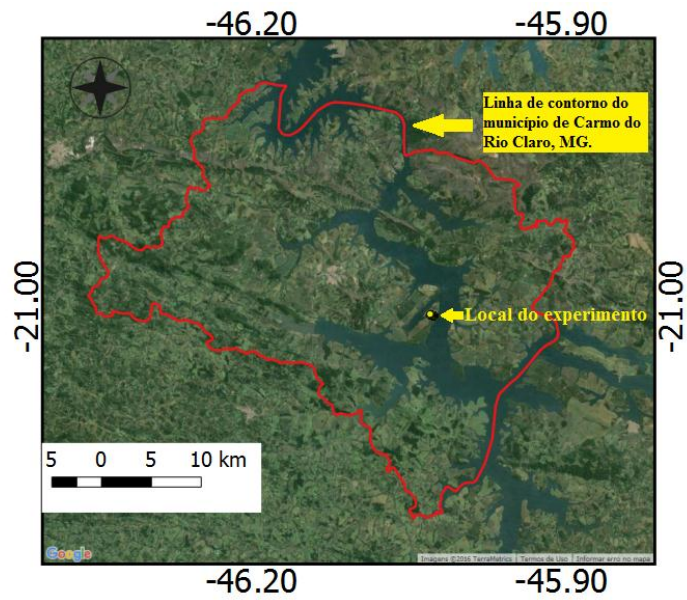 -46.20 -45.90
Linha de contorno do
município de Carmo do
Rio Claro, MG.
-21.00
-21.00
Local do experimento
5 0 5 10 km
Google
Imagens ©2016 TerraMetrics | Termos de Uso | Informar erro no mapa
-46.20 -45.90